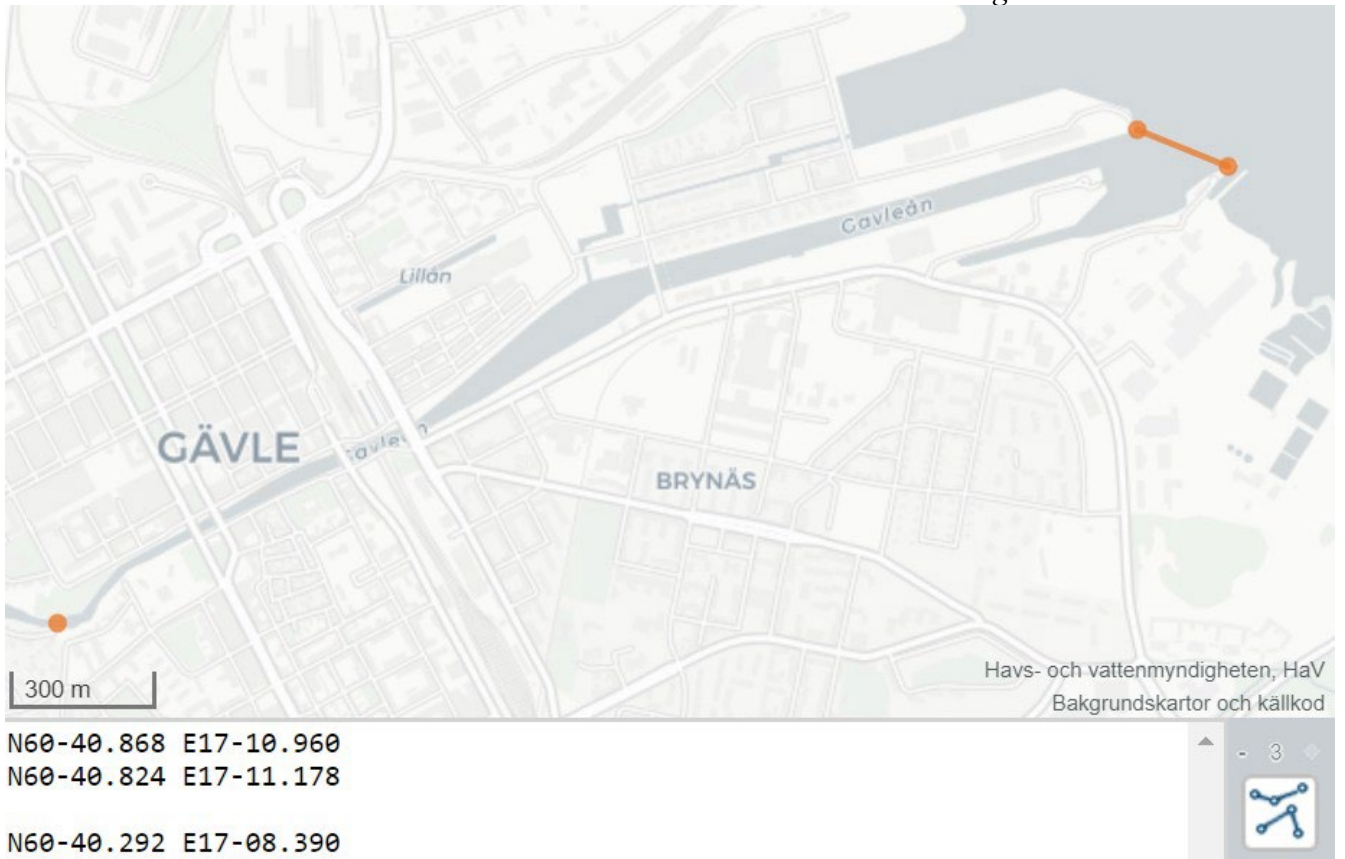 Gavleån
Lillån
GÄVLE
Gavleån
BRYNÄS
Havs- och vattenmyndigheten, HaV
300 m
Bakgrundskartor och källkod
N60-40.868 E17-10.960
- 3
N60-40.824 E17-11.178
N60-40.292 E17-08.390